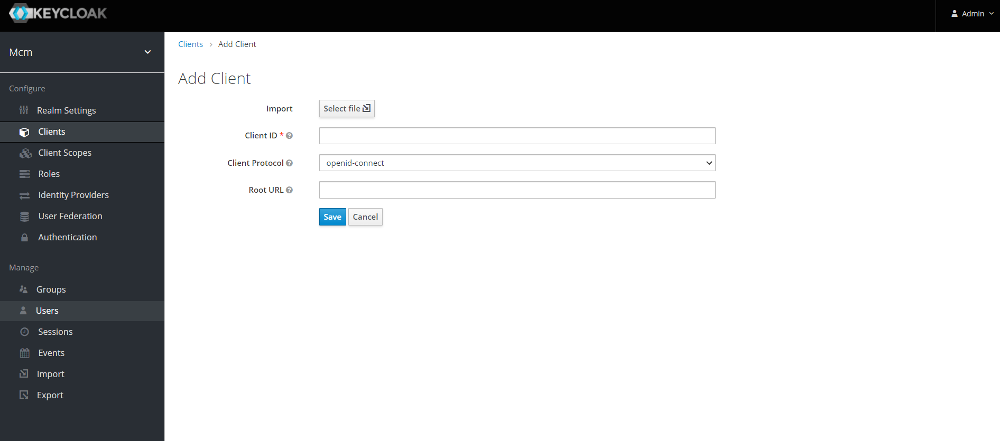 KEYCLOAK
Admin
Mcm
Configure
Realm Settings
Clients
Client Scopes
Roles
Identity Providers
User Federation
Authentication
Manage
Groups
Users
Sessions
Events
Import
Export
Clients > Add Client
Add Client
Import Select file
Client ID *
Client Protocol openid-connect
Root URL
Save Cancel